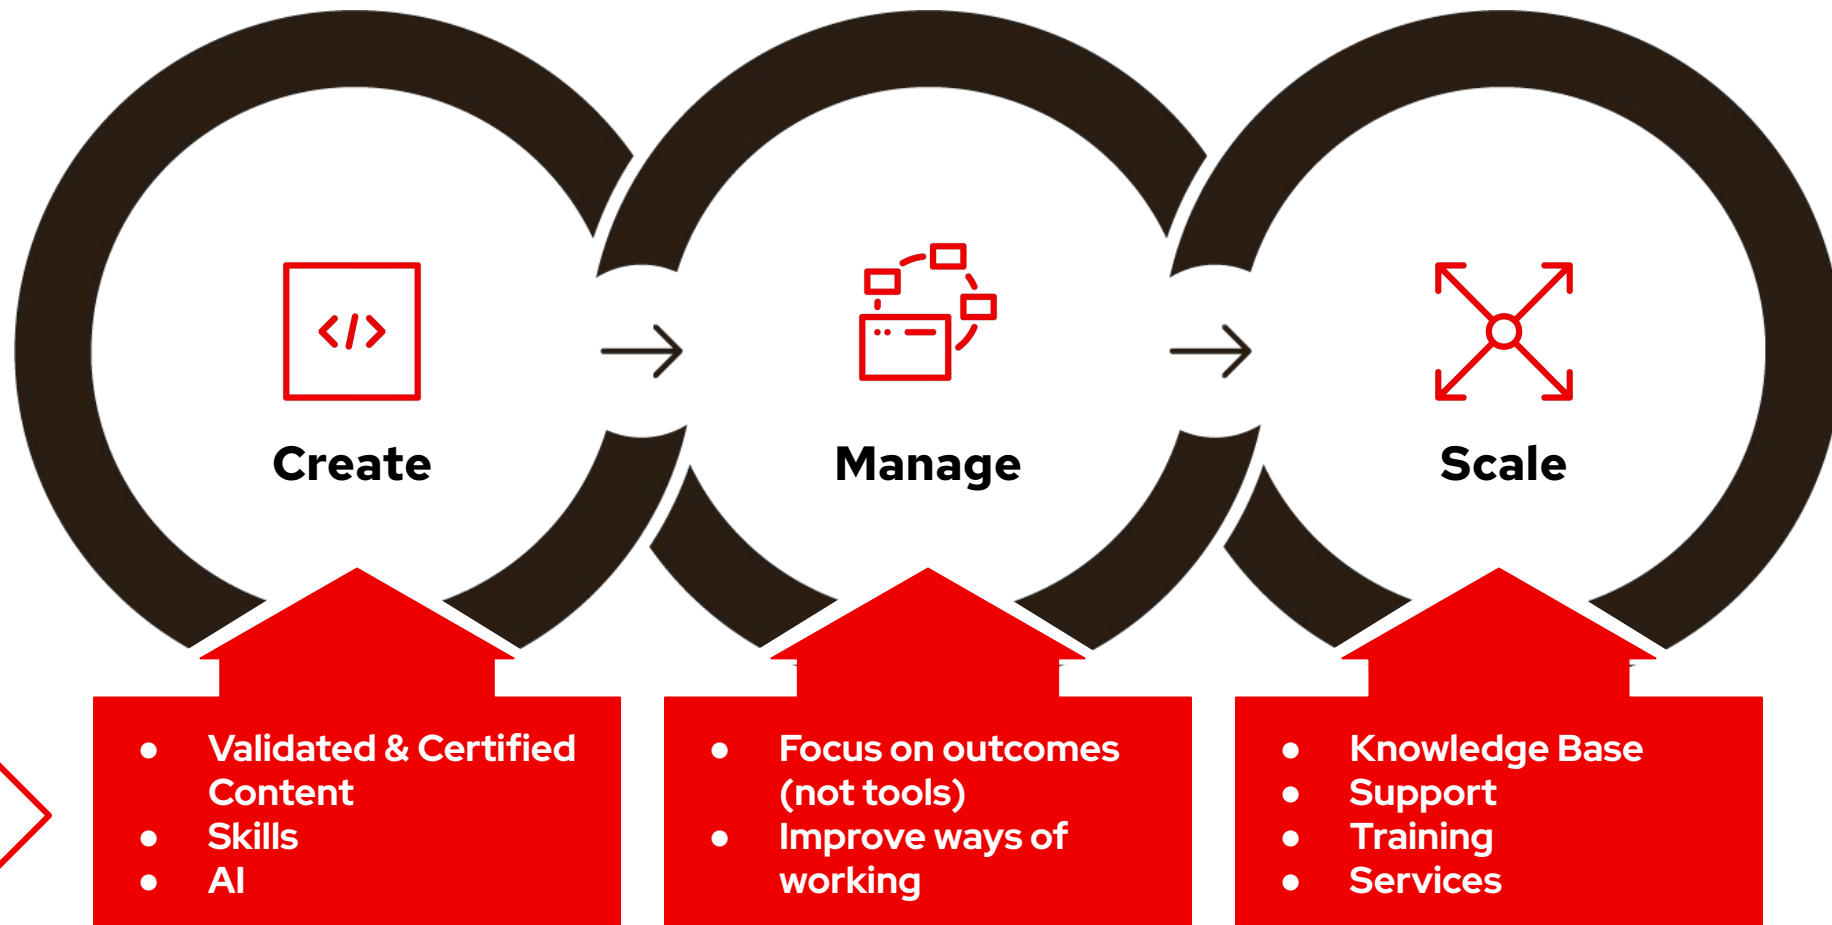 </>
Create
Manage
Scale
● Validated & Certified
Content
● Skills
● AI
● Focus on outcomes
(not tools)
● Improve ways of
working
● Knowledge Base
● Support
● Training
● Services